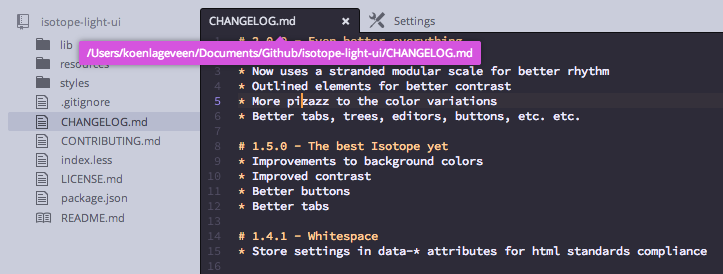 isotope-light-ui
lib
resources
styles
.gitignore
CHANGELOG.md
CONTRIBUTING.md
index.less
LICENSE.md
package.json
README.md
CHANGELOG.md ×
Settings
/Users/koenlageveen/Documents/Github/isotope-light-ui/CHANGELOG.md
# 2.0.0 - Even better everything
3 * Now uses a stranded modular scale for better rhythm
4 * Outlined elements for better contrast
5 * More pizazz to the color variations
6 * Better tabs, trees, editors, buttons, etc. etc.
7
8 # 1.5.0 - The best Isotope yet
9 * Improvements to background colors
10 * Improved contrast
11 * Better buttons
12 * Better tabs
13
14 # 1.4.1 - Whitespace
15 * Store settings in data-* attributes for html standards compliance
16